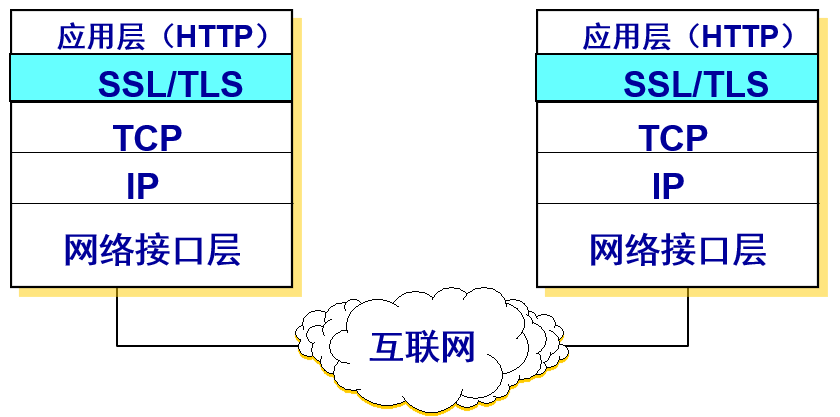 应用层（HTTP）
SSL/TLS
TCP
IP
网络接口层
应用层（HTTP）
SSL/TLS
TCP
IP
网络接口层
互联网